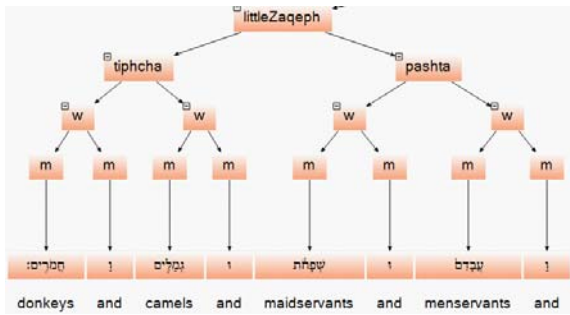 littleZaqeph
tiphcha pashta
w w w w
m m m m m m m m
חֲמֹרִים׃ וַ גְמַלִּים וּ שְׁפָחֹת וּ עֲבָדִם וַ
donkeys and camels and maidservants and menservants and